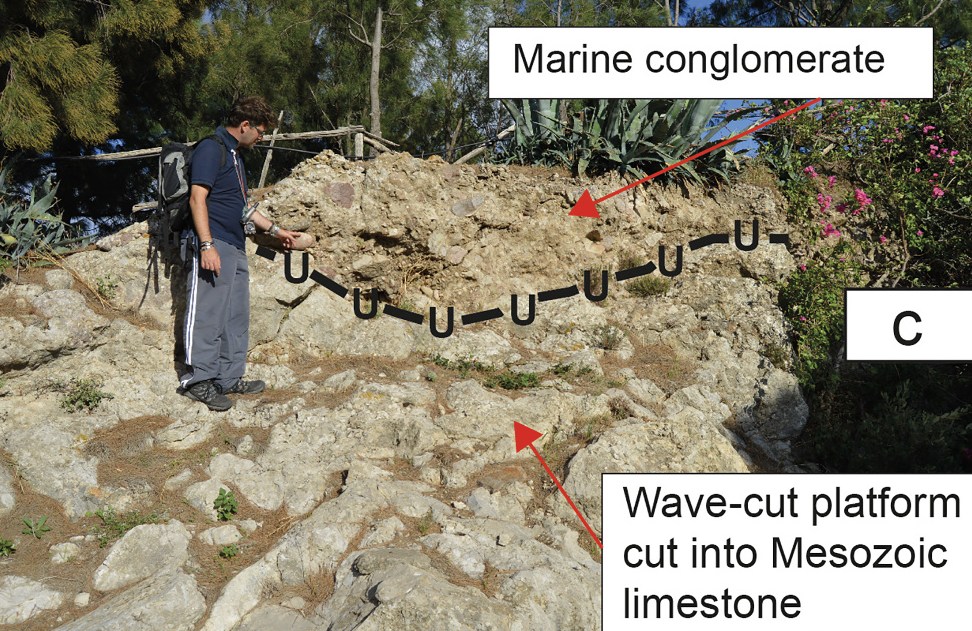 Marine conglomerate
U U U U U U U
C
Wave-cut platform
cut into Mesozoic
limestone